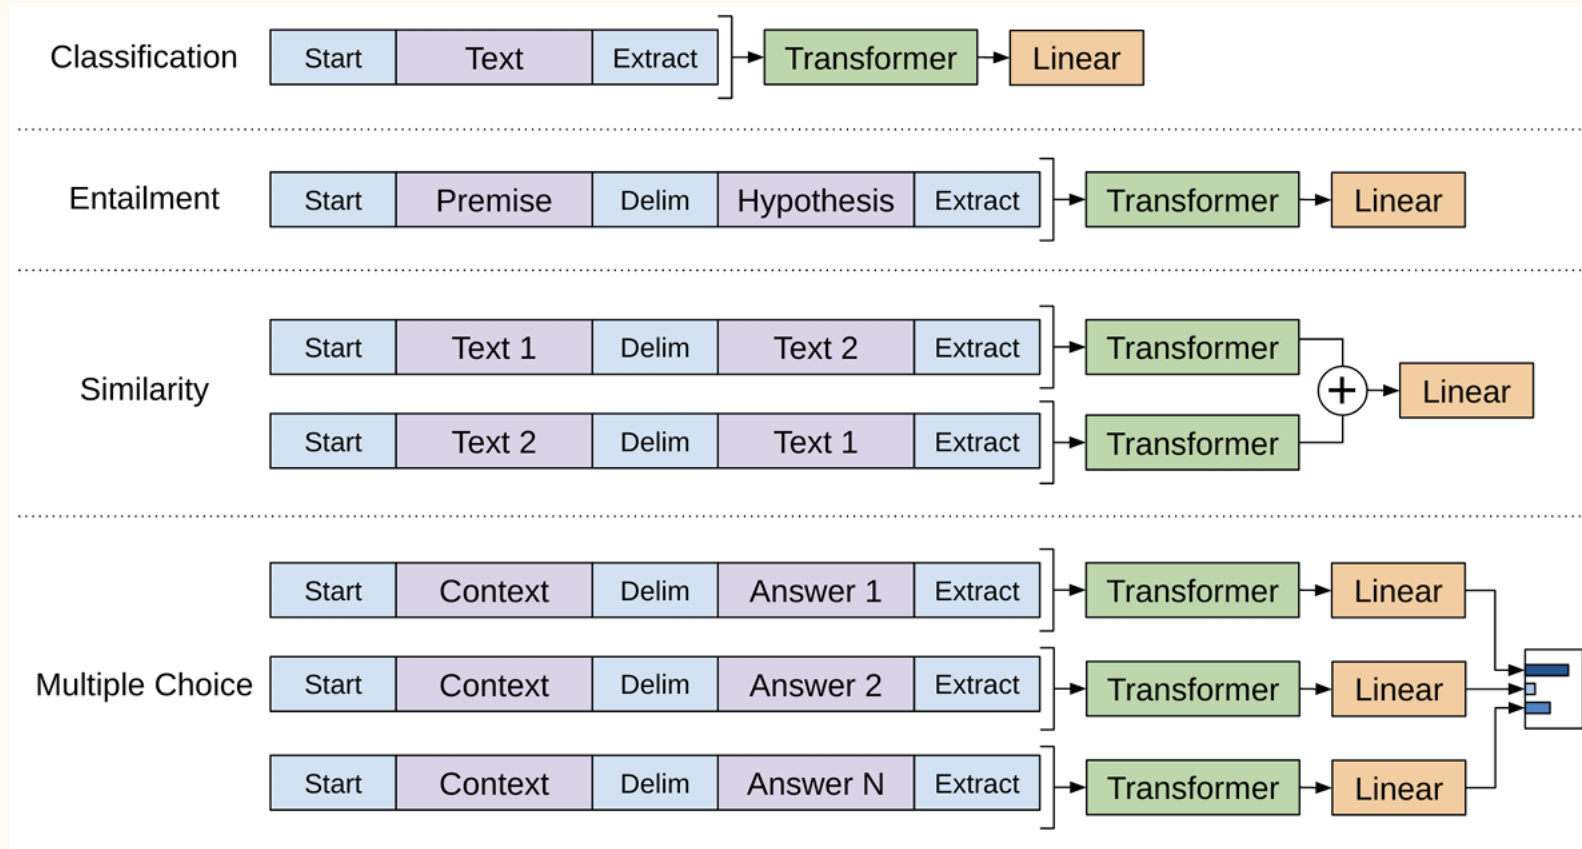 Classification Start Text Extract Transformer Linear
Entailment Start Premise Delim Hypothesis Extract Transformer Linear
Similarity
Start Text 1 Delim Text 2 Extract Transformer
+ Linear
Start Text 2 Delim Text 1 Extract Transformer
Multiple Choice
Start Context Delim Answer 1 Extract Transformer Linear
Start Context Delim Answer 2 Extract Transformer Linear
Start Context Delim Answer N Extract Transformer Linear